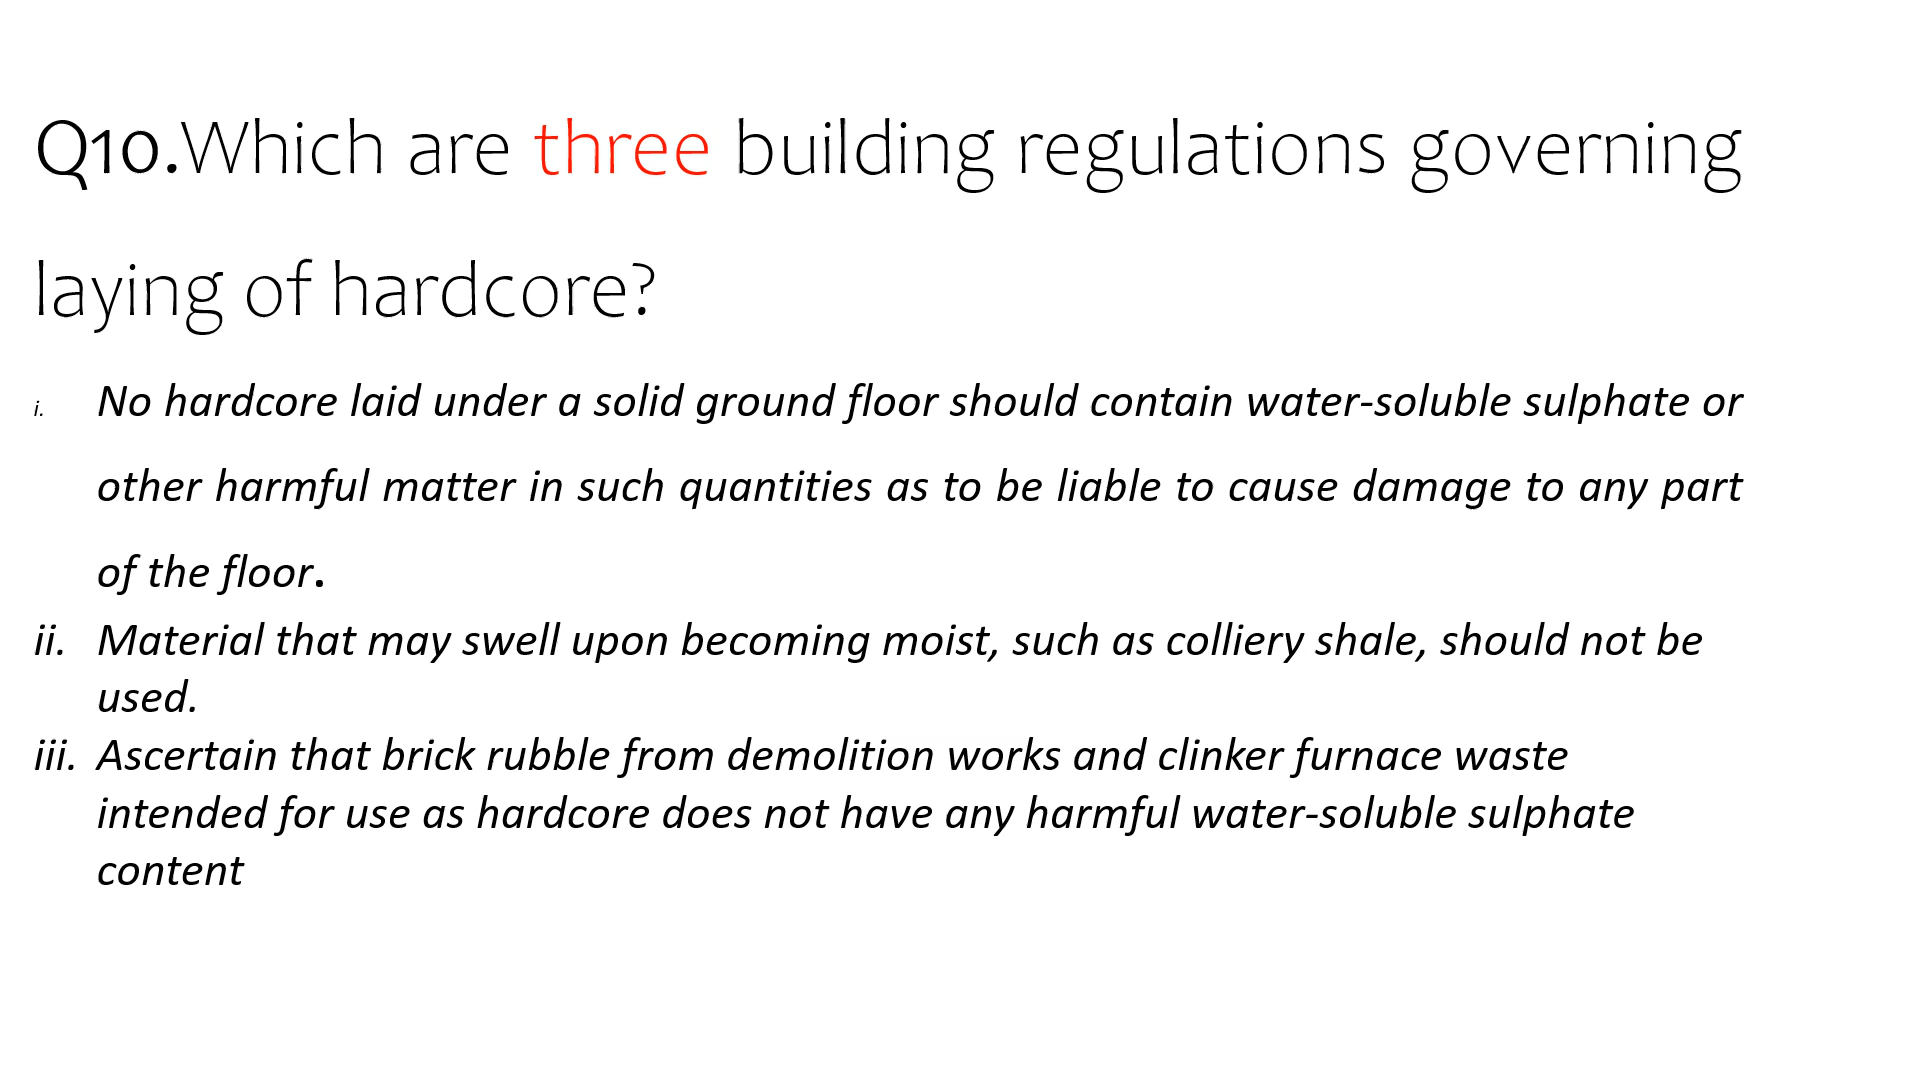 Q10.Which are three building regulations governing
laying of hardcore?
i. No hardcore laid under a solid ground floor should contain water-soluble sulphate or
other harmful matter in such quantities as to be liable to cause damage to any part
of the floor.
ii. Material that may swell upon becoming moist, such as colliery shale, should not be
used.
iii. Ascertain that brick rubble from demolition works and clinker furnace waste
intended for use as hardcore does not have any harmful water-soluble sulphate
content